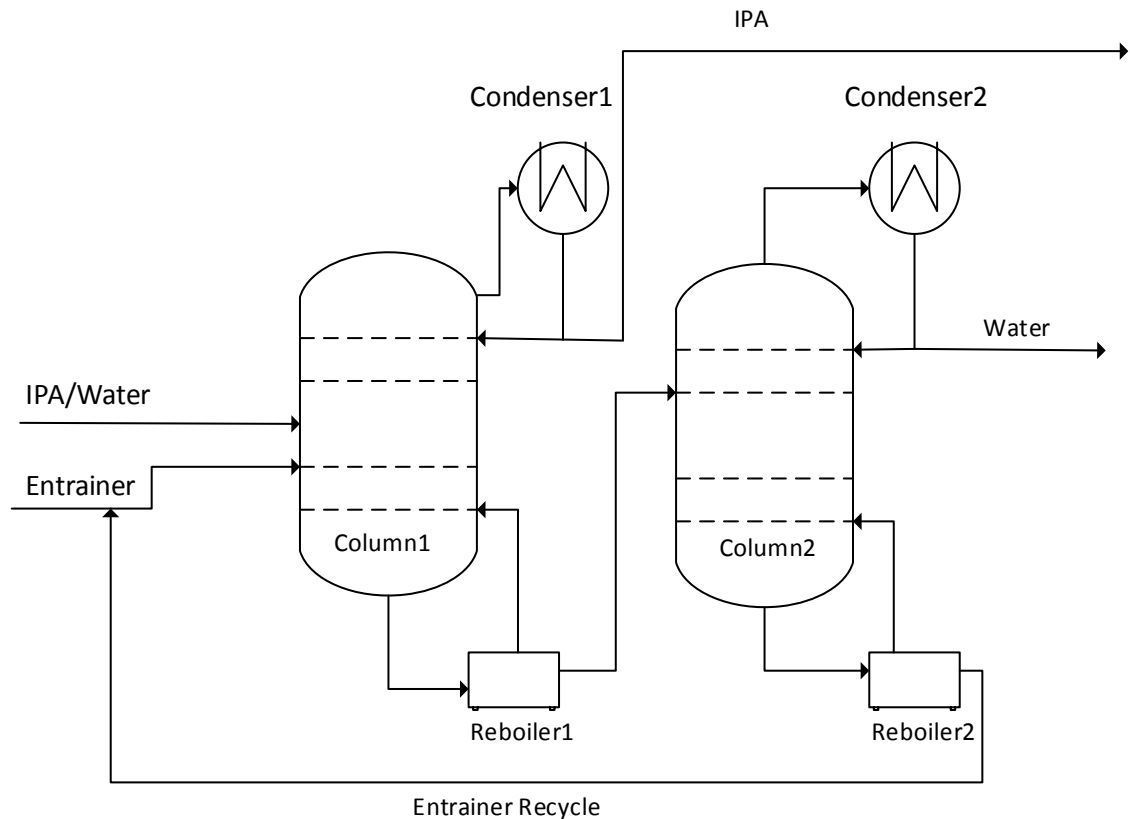 IPA
Condenser1
Condenser2
Water
IPA/Water
Entrainer
Column1
Column2
Reboiler1
Reboiler2
Entrainer Recycle